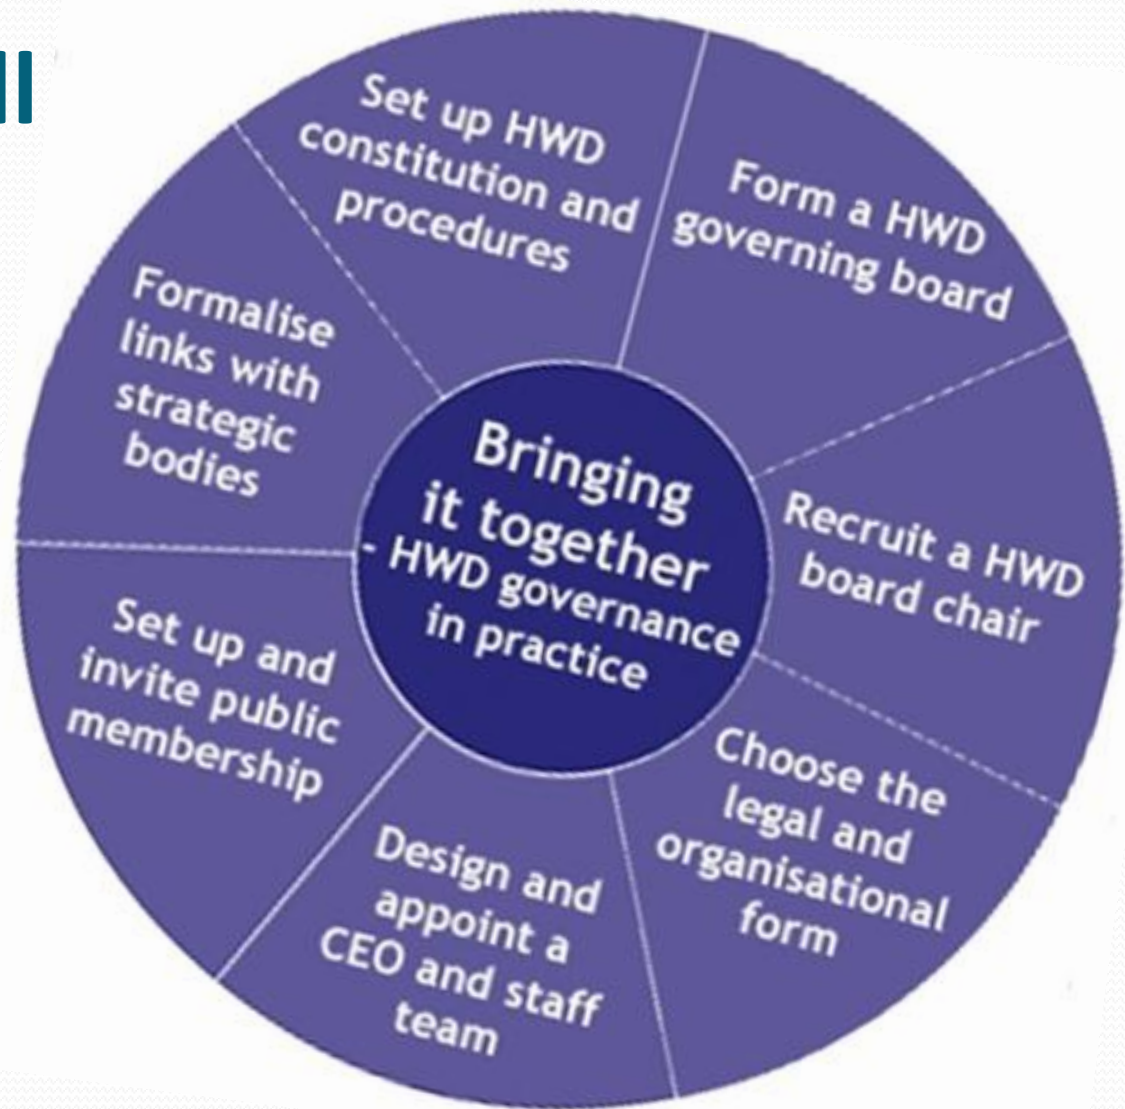 ll
Set up HWD
constitution and
procedures
Form a HWD
governing board
Recruit a HWD
board chair
Choose the
legal and
organisational
form
Design and
appoint a
CEO and staff
team
Set up and
invite public
membership
Formalise
links with
strategic
bodies
Bringing
it together
- HWD governance
in practice